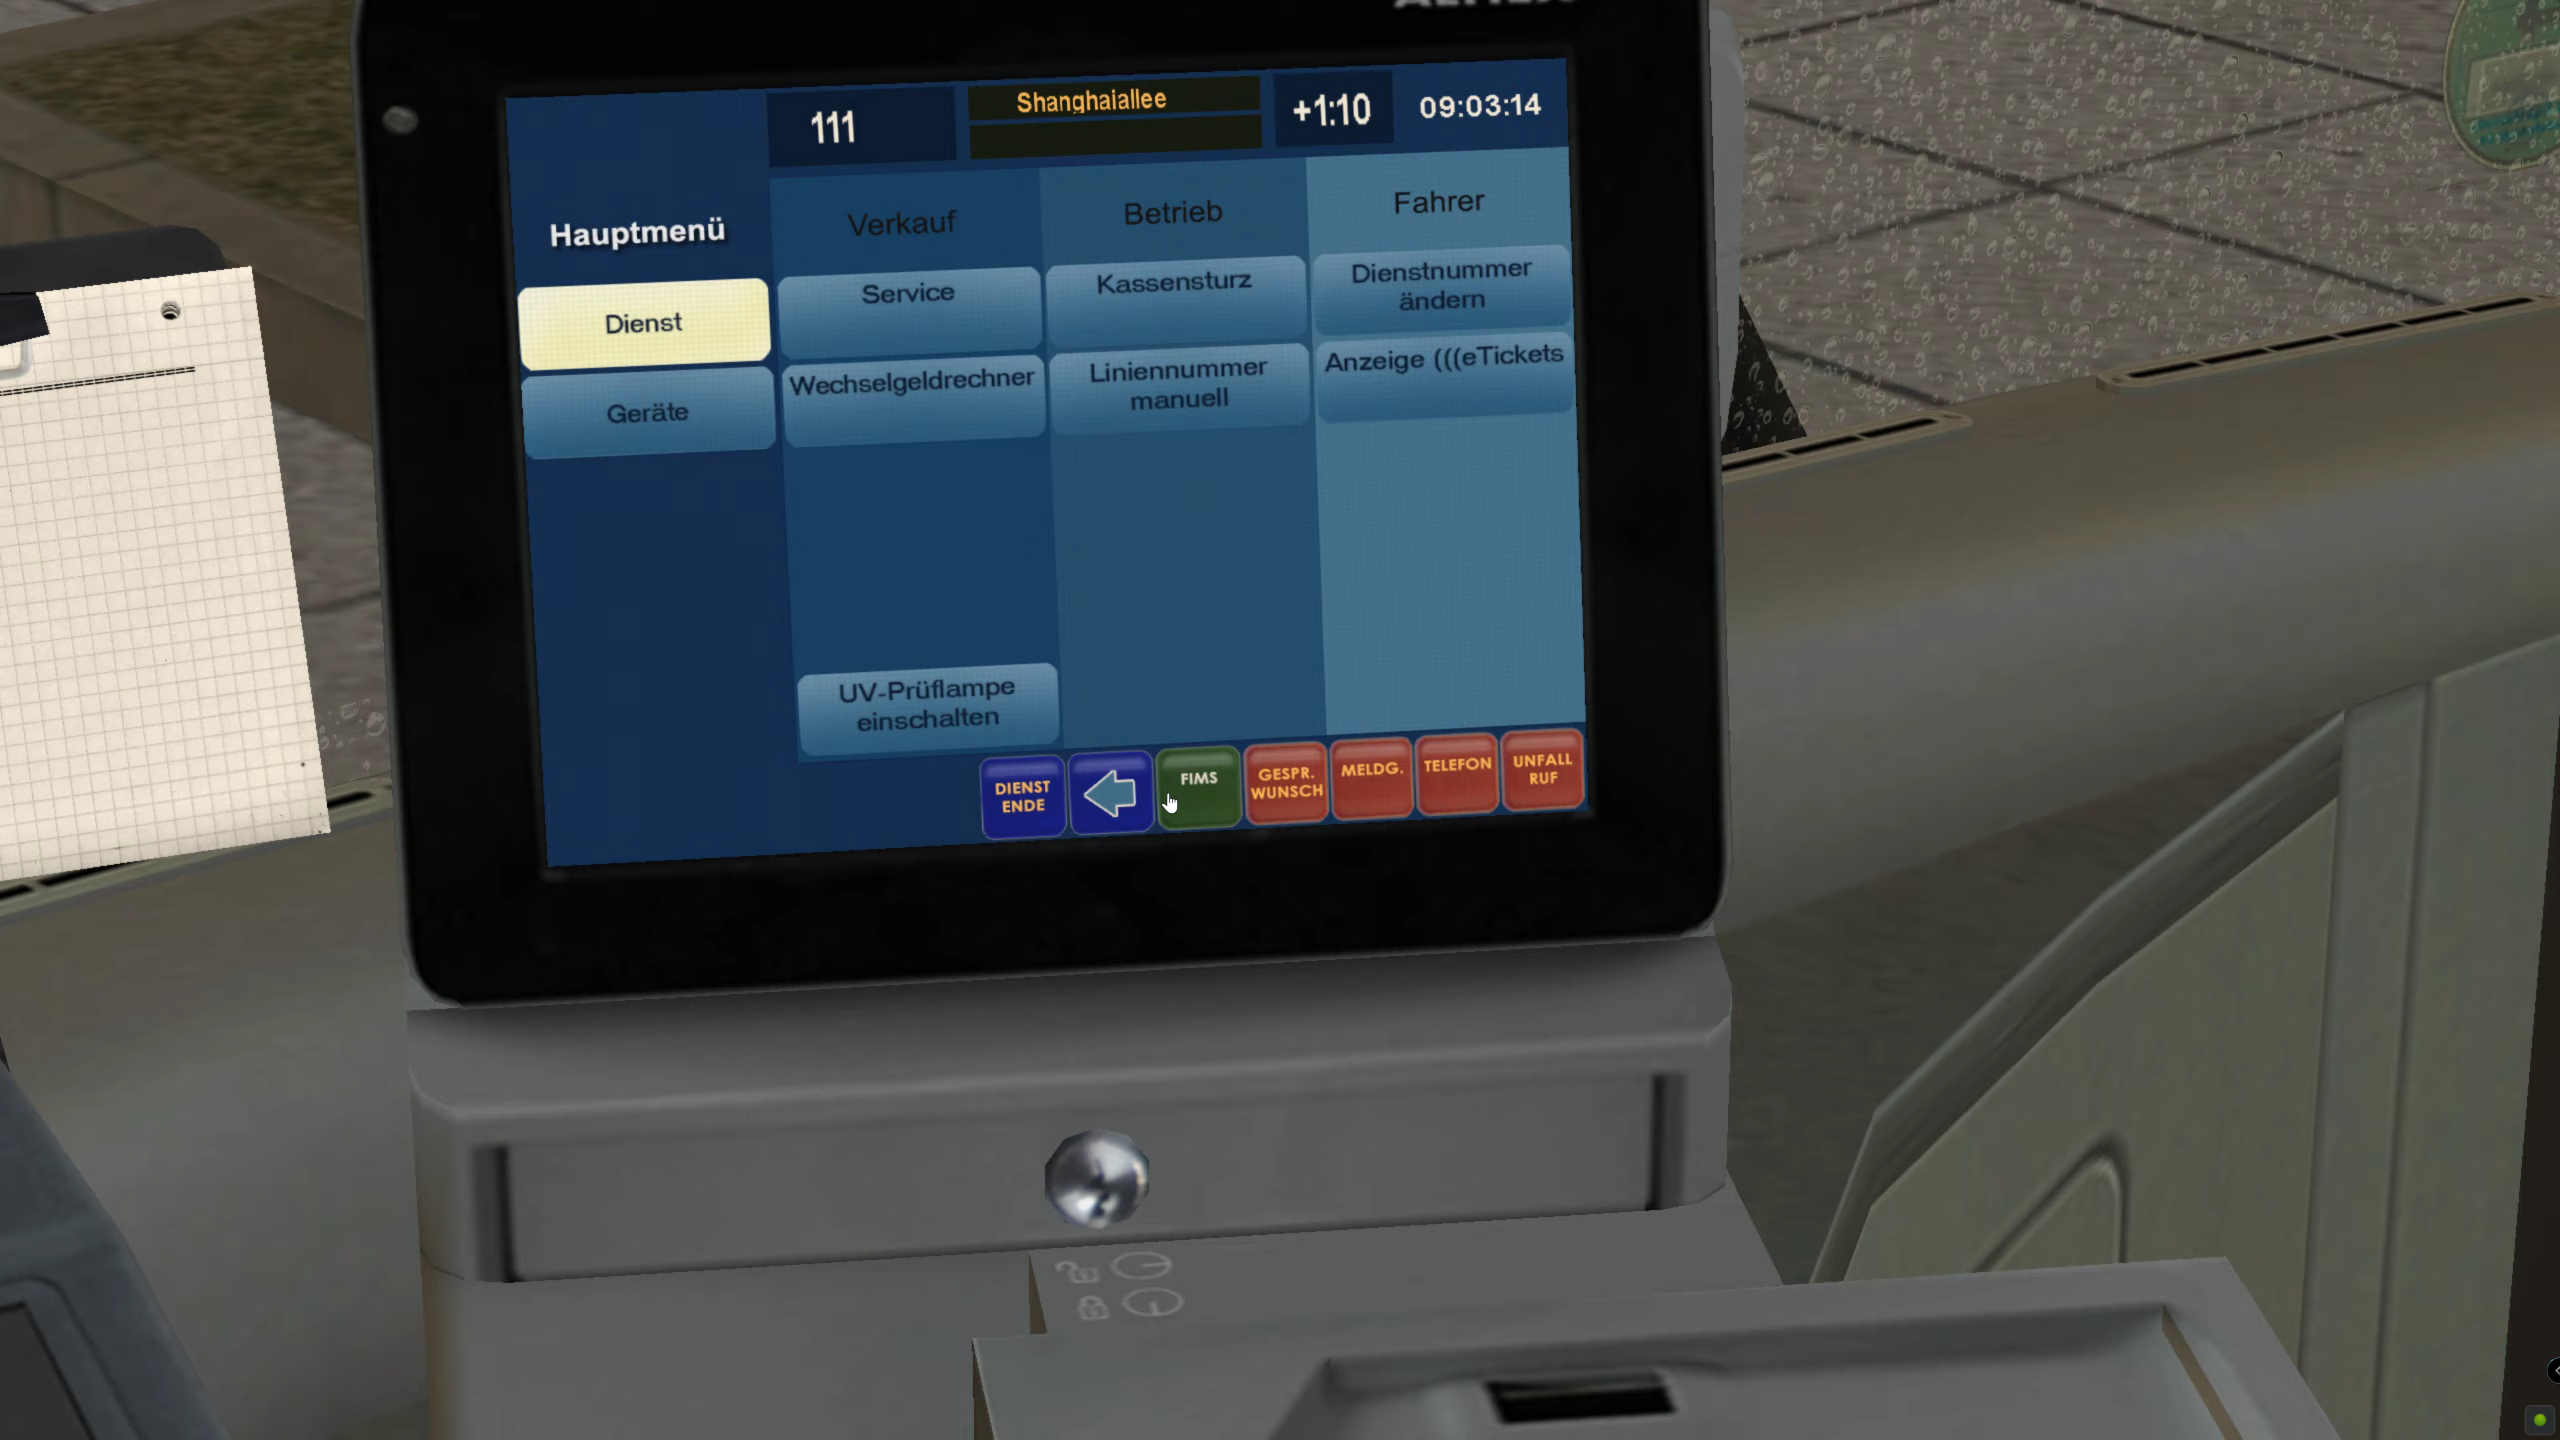 111
Shanghaiallee
+1:10
09:03:14
Hauptmenü
Verkauf
Betrieb
Fahrer
Dienst
Service
Kassensturz
Dienstnummer
ändern
Geräte
Wechselgeldrechner
Liniennummer
manuell
Anzeige (((eTickets
UV-Prüflampe
einschalten
DIENST
ENDE
FIMS
GESPR.
WUNSCH
MELDG.
TELEFON
UNFALL
RUF